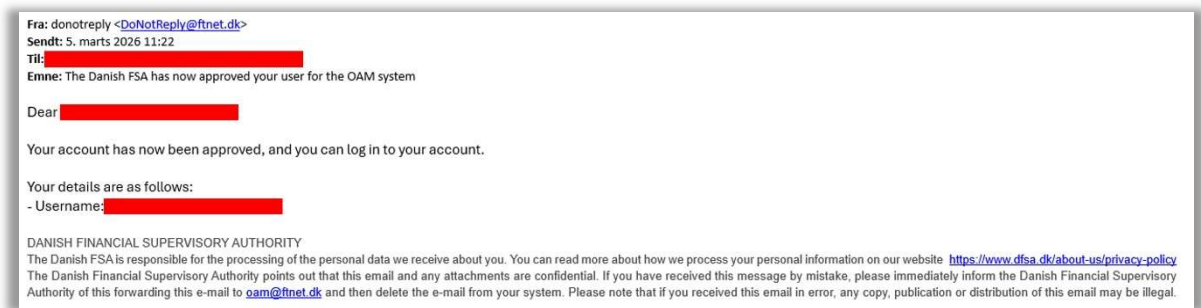 Fra: donotreply <DoNotReply@ftnet.dk>
Sendt: 5. marts 2026 11:22
Til:
Emne: The Danish FSA has now approved your user for the OAM system
Dear
Your account has now been approved, and you can log in to your account.
Your details are as follows:
- Username:
DANISH FINANCIAL SUPERVISORY AUTHORITY
The Danish FSA is responsible for the processing of the personal data we receive about you. You can read more about how we process your personal information on our website https://www.dfsa.dk/about-us/privacy-policy
The Danish Financial Supervisory Authority points out that this email and any attachments are confidential. If you have received this message by mistake, please immediately inform the Danish Financial Supervisory
Authority of this forwarding this e-mail to oam@ftnet.dk and then delete the e-mail from your system. Please note that if you received this email in error, any copy, publication or distribution of this email may be illegal.